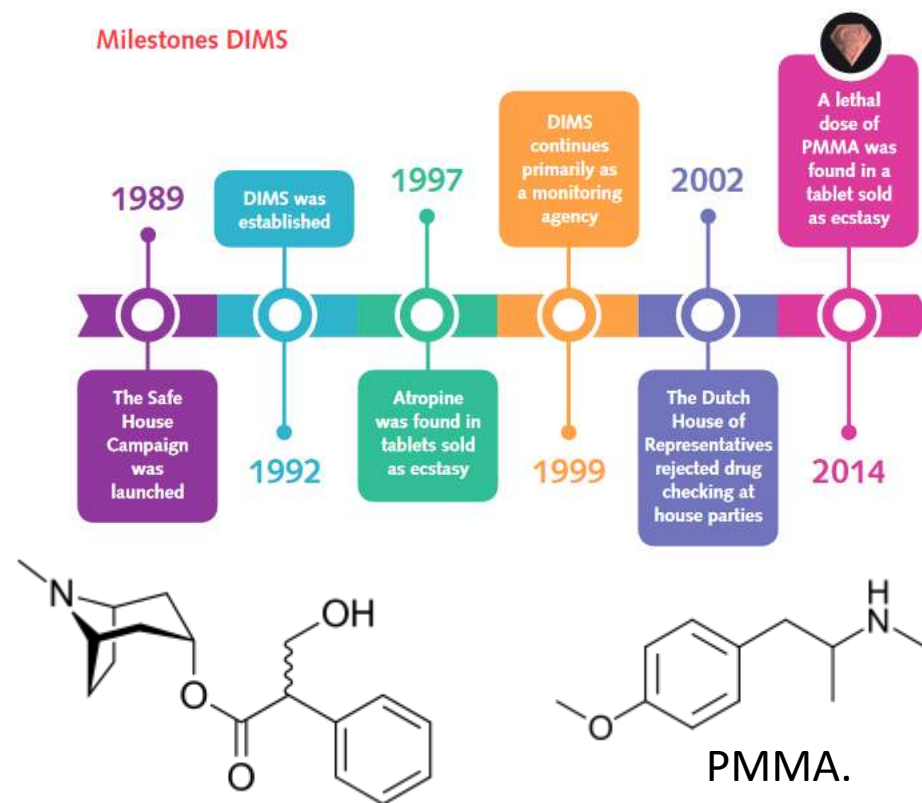 Milestones DIMS
1989
The Safe
House
Campaign
was
launched
DIMS was
established
1992
1997
Atropine
was found in
tablets sold
as ecstasy
DIMS
continues
primarily as
a monitoring
agency
1999
2002
The Dutch
House of
Representatives
rejected drug
checking at
house parties
A lethal
dose of
PMMA was
found in a
tablet sold
as ecstasy
2014
N
OH
O
O
H
N
O
PMMA.